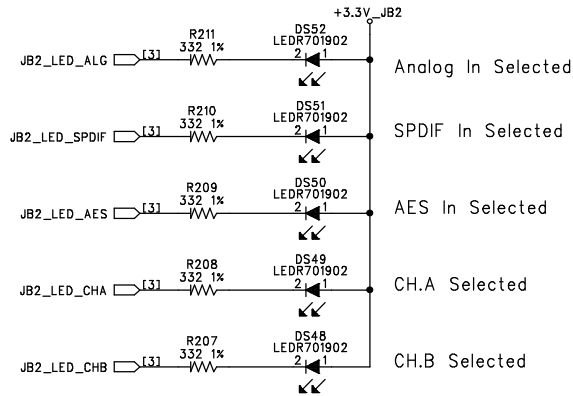 +3.3V_JB2
R211
332 1%
DS52
LEDR701902
JB2_LED_ALG [3] 2 1 Analog In Selected
R210
332 1%
DS51
LEDR701902
JB2_LED_SPDIF [3] 2 1 SPDIF In Selected
R209
332 1%
DS50
LEDR701902
JB2_LED_AES [3] 2 1 AES In Selected
R208
332 1%
DS49
LEDR701902
JB2_LED_CHA [3] 2 1 CH.A Selected
R207
332 1%
DS48
LEDR701902
JB2_LED_CHB [3] 2 1 CH.B Selected